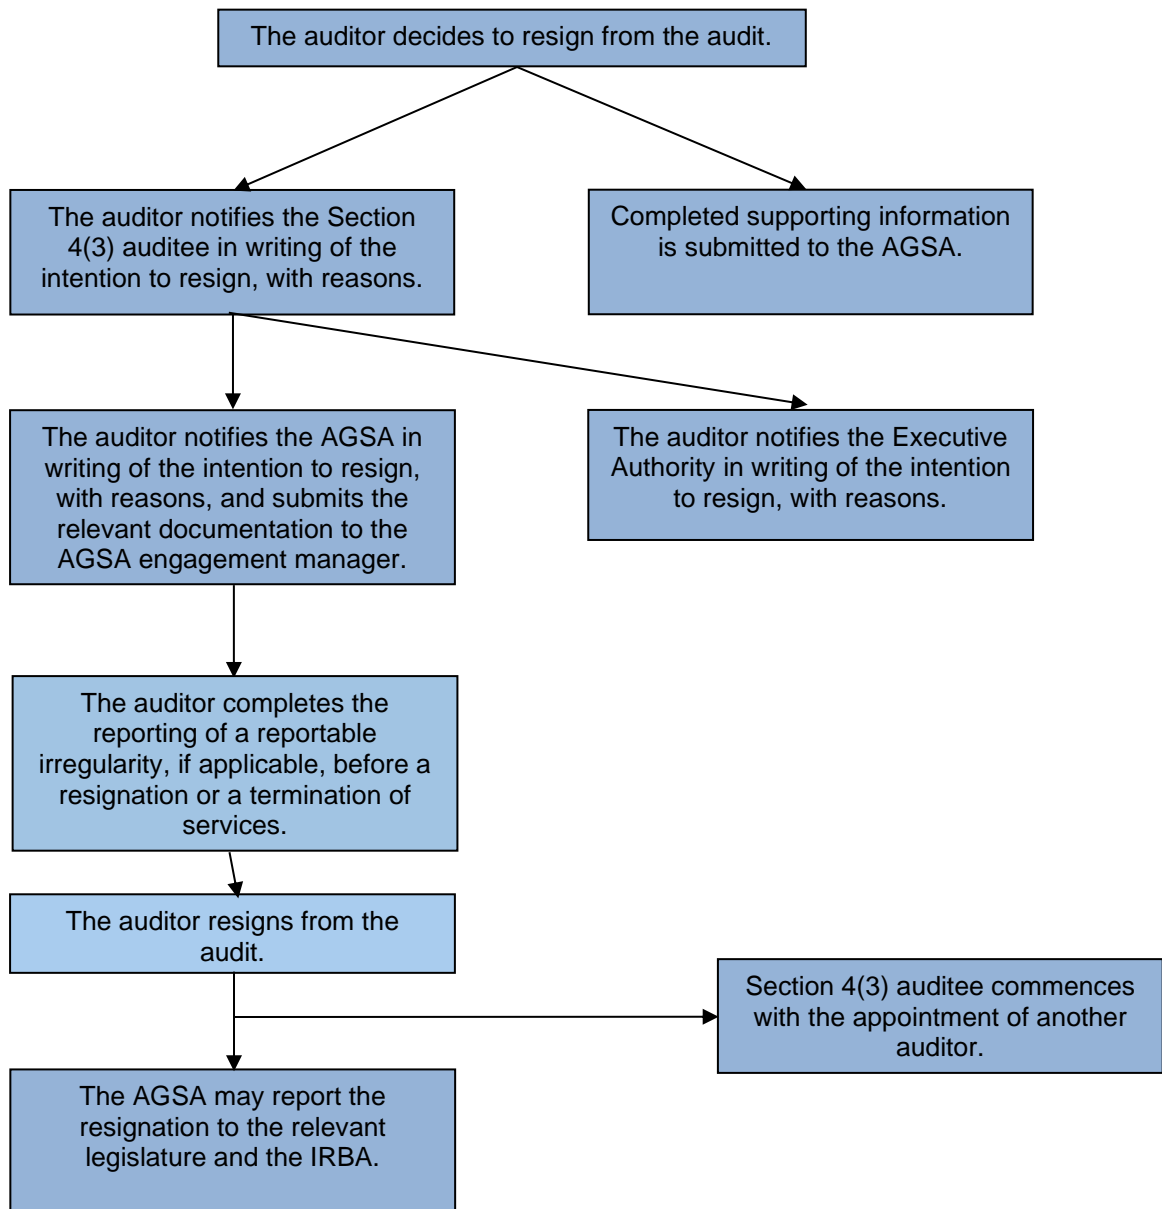 The auditor decides to resign from the audit.
The auditor notifies the Section
4(3) auditee in writing of the
intention to resign, with reasons.
Completed supporting information
is submitted to the AGSA.
The auditor notifies the AGSA in
writing of the intention to resign,
with reasons, and submits the
relevant documentation to the
AGSA engagement manager.
The auditor notifies the Executive
Authority in writing of the intention
to resign, with reasons.
The auditor completes the
reporting of a reportable
irregularity, if applicable, before a
resignation or a termination of
services.
The auditor resigns from the
audit.
Section 4(3) auditee commences
with the appointment of another
auditor.
The AGSA may report the
resignation to the relevant
legislature and the IRBA.